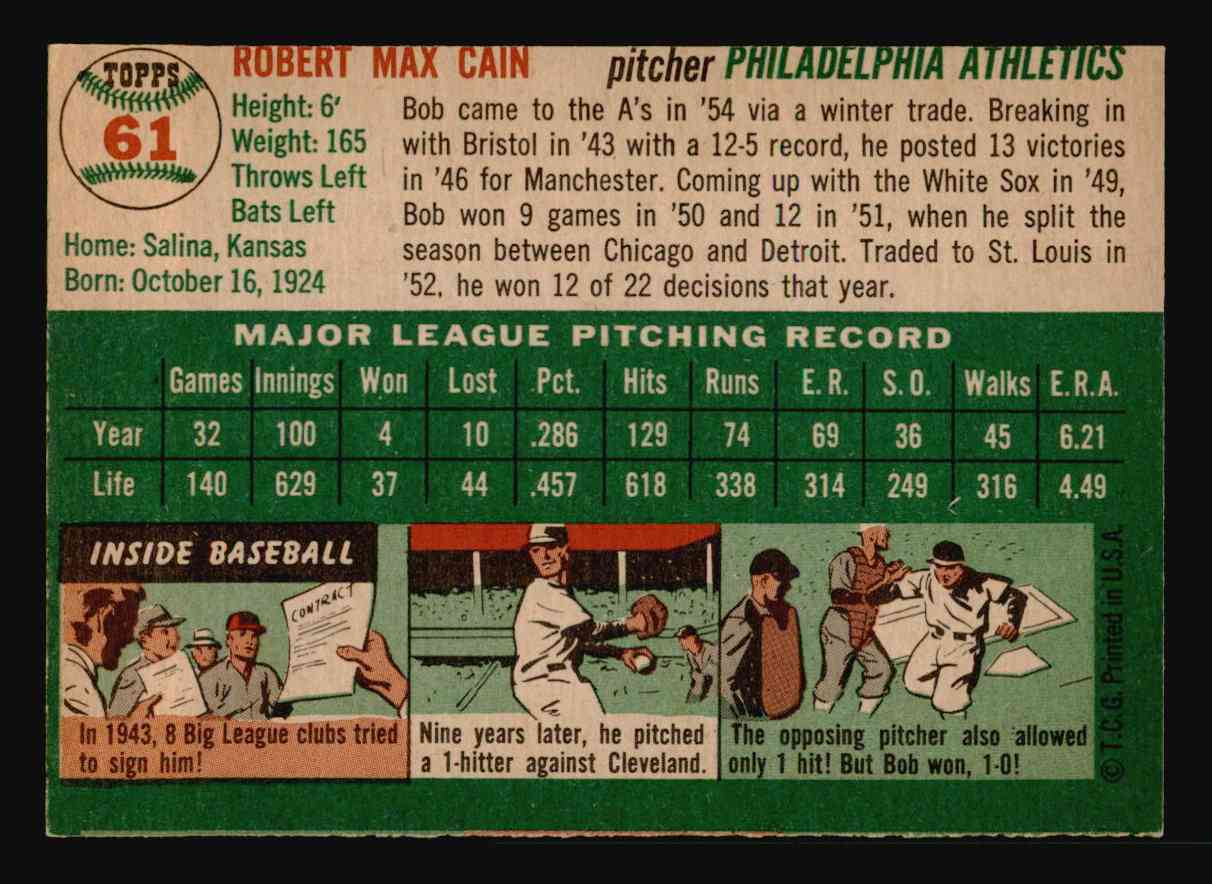 TOPPS
61
ROBERT MAX CAIN pitcher PHILADELPHIA ATHLETICS
Height: 6'
Weight: 165
Throws Left
Bats Left
Home: Salina, Kansas
Born: October 16, 1924
Bob came to the A's in '54 via a winter trade. Breaking in
with Bristol in '43 with a 12-5 record, he posted 13 victories
in '46 for Manchester. Coming up with the White Sox in '49,
Bob won 9 games in '50 and 12 in '51, when he split the
season between Chicago and Detroit. Traded to St. Louis in
'52, he won 12 of 22 decisions that year.
MAJOR LEAGUE PITCHING RECORD
Games Innings Won Lost Pct. Hits Runs E. R. S. O. Walks E.R.A.
Year 32 100 4 10 .286 129 74 69 36 45 6.21
Life 140 629 37 44 .457 618 338 314 249 316 4.49
INSIDE BASEBALL
CONTRACT
In 1943, 8 Big League clubs tried
to sign him!
Nine years later, he pitched
a 1-hitter against Cleveland.
The opposing pitcher also allowed
only 1 hit! But Bob won, 1-0!
© T.C.G. Printed in U.S.A.